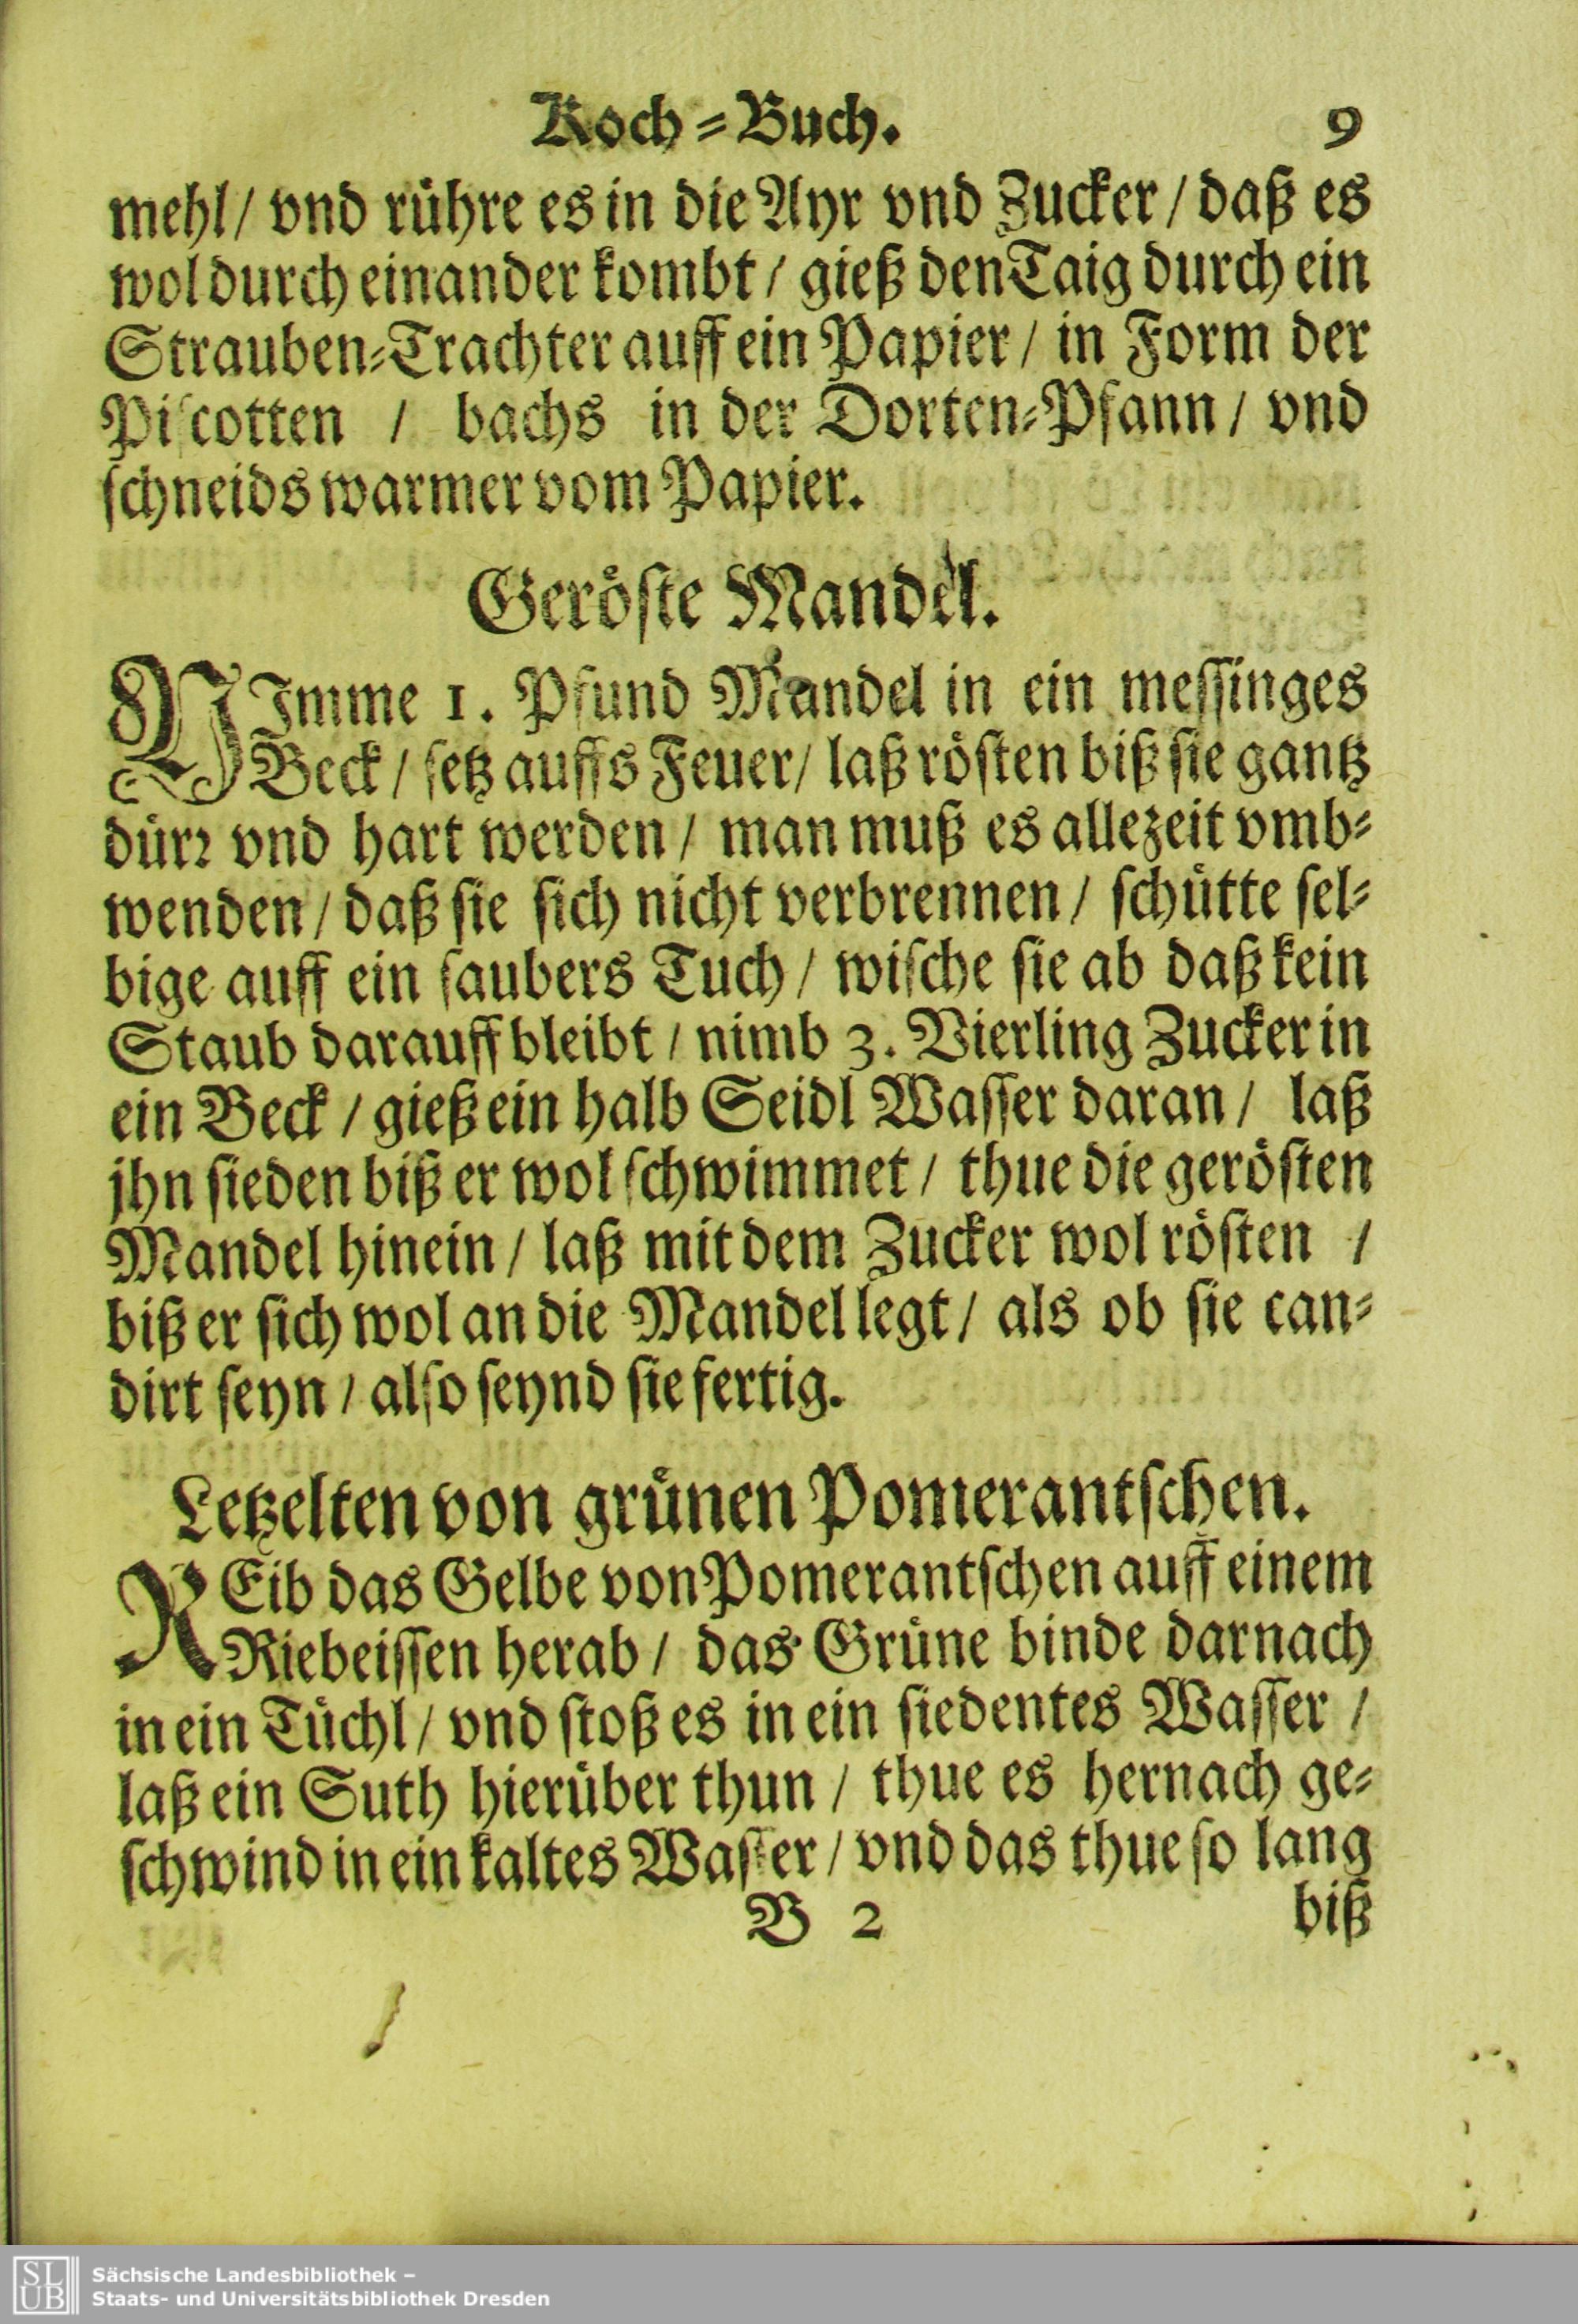 Koch=Buch. 9
mehl/ vnd rühre es in die Ayr vnd Zucker/ daß es
wol durch einander kombt/ gieß den Taig durch ein
Strauben=Trachter auff ein Papier/ in Form der
Piſcotten / bachs in der Dorten=Pfann/ vnd
ſchneids warmer vom Papier.
Geröſte Mandel.
NImme 1. Pfund Mandel in ein meſſinges
Beck/ ſetz auffs Feuer/ laß röſten biß ſie gantz
dürꝛ vnd hart werden/ man muß es allezeit vmb=
wenden/ daß ſie ſich nicht verbrennen/ ſchütte ſel=
bige auff ein ſaubers Tuch/ wiſche ſie ab daß kein
Staub darauff bleibt/ nimb 3. Vierling Zucker in
ein Beck/ gieß ein halb Seidl Waſſer daran/ laß
jhn ſieden biß er wol ſchwimmet/ thue die geröſten
Mandel hinein/ laß mit dem Zucker wol röſten /
biß er ſich wol an die Mandel legt/ als ob ſie can=
dirt ſeyn/ alſo ſeynd ſie fertig.
Letzelten von grünen Pomerantſchen.
REib das Gelbe von Pomerantſchen auff einem
Riebeiſſen herab/ das Grüne binde darnach
in ein Tüchl/ vnd ſtoß es in ein ſiedentes Waſſer /
laß ein Suth hierüber thun/ thue es hernach ge=
ſchwind in ein kaltes Waſſer/ vnd das thue ſo lang
B 2 biß
SLUB
Sächsische Landesbibliothek –
Staats- und Universitätsbibliothek Dresden